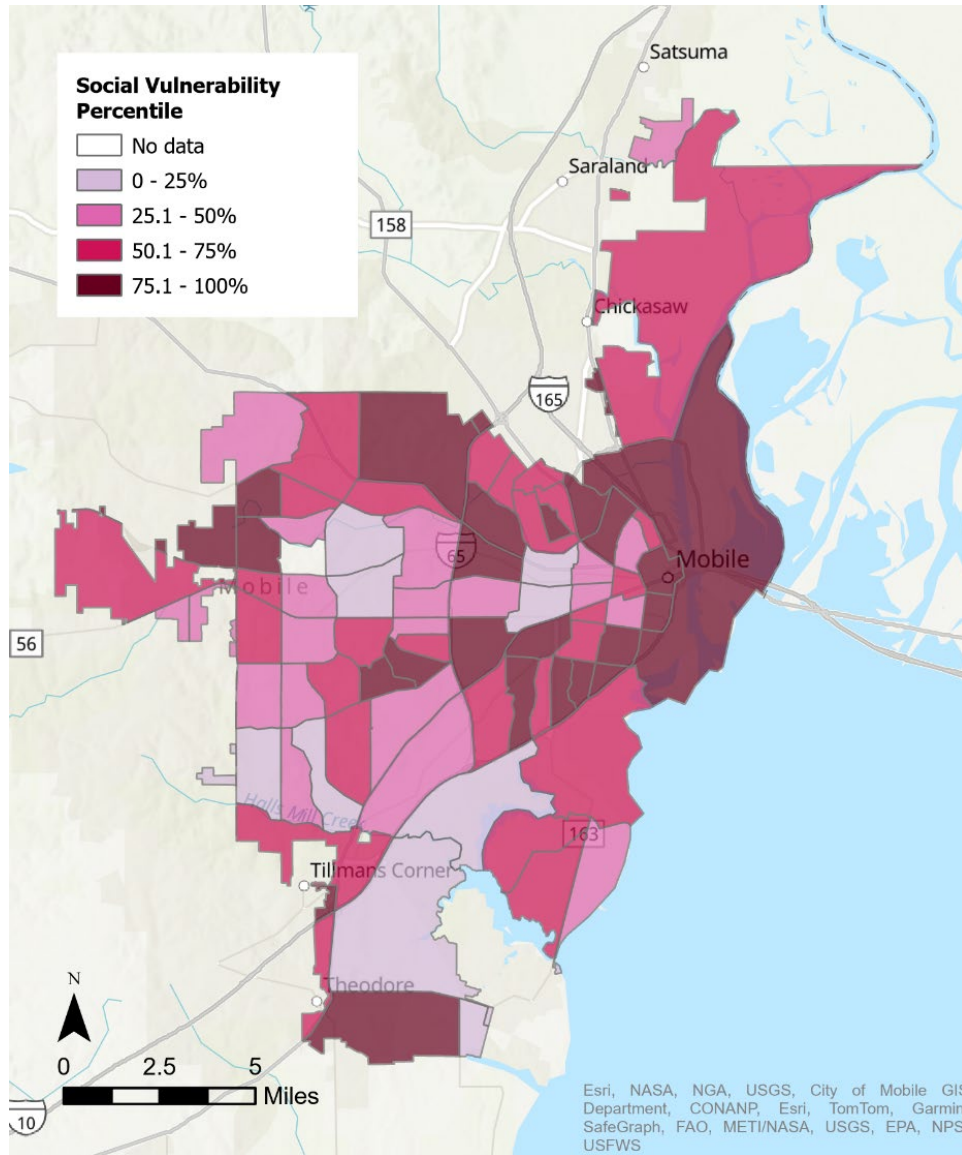 Satsuma
Social Vulnerability
Percentile
No data
0 - 25%
25.1 - 50%
50.1 - 75%
75.1 - 100%
Saraland
158
Chickasaw
165
65
Mobile
Mobile
56
Halls Mill Creek
163
Tillmans Corner
N
Theodore
0 2.5 5
Miles
10
Esri, NASA, NGA, USGS, City of Mobile GIS
Department, CONANP, Esri, TomTom, Garmin
SafeGraph, FAO, METI/NASA, USGS, EPA, NPS
USFWS